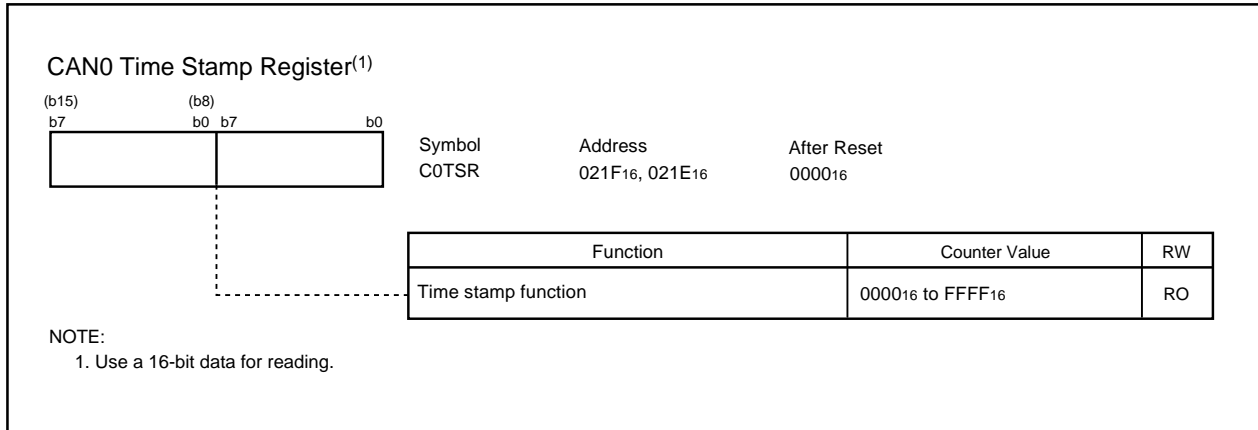 CAN0 Time Stamp Register(1)
(b15) (b8)
b7 b0 b7 b0
Symbol Address After Reset
C0TSR 021F16, 021E16 000016
Function Counter Value RW
Time stamp function 000016 to FFFF16 RO
NOTE:
1. Use a 16-bit data for reading.